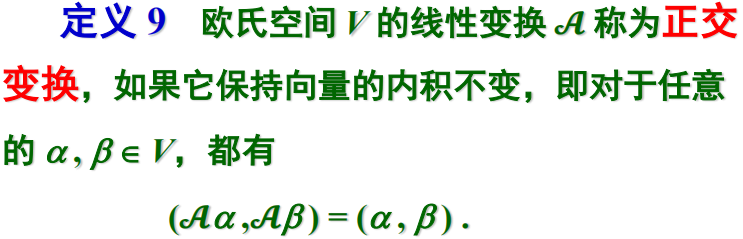 定义 9 欧氏空间 V 的线性变换 𝒜 称为正交
变换，如果它保持向量的内积不变，即对于任意
的 α , β ∈ V，都有
(𝒜α ,𝒜β ) = (α , β ) .